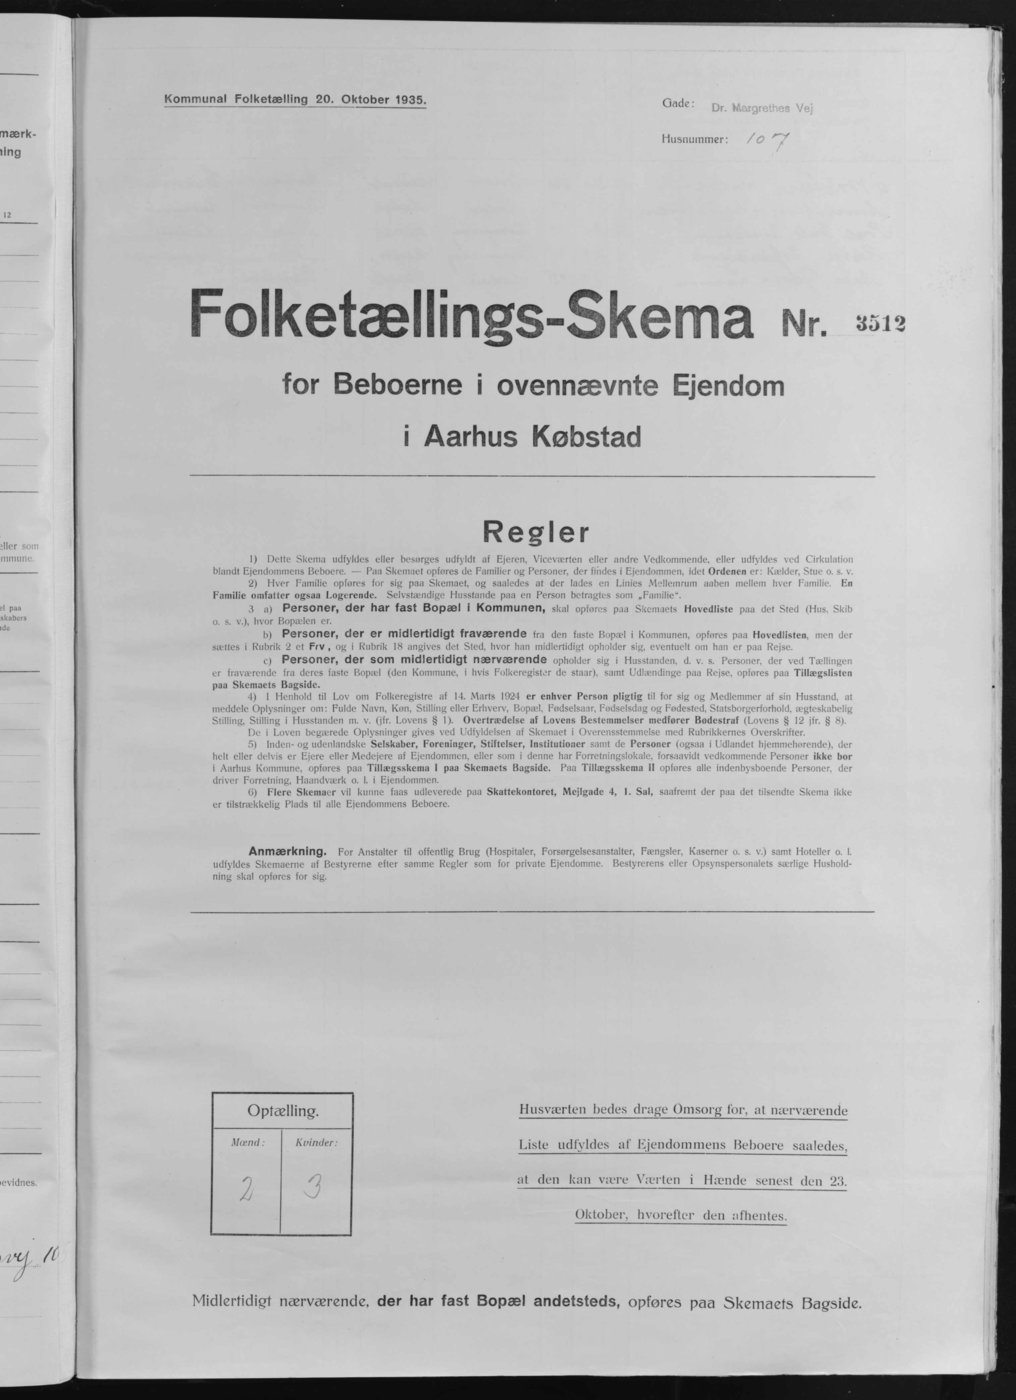 mærk-
ning
12
eller som
mmune.
el paa
skabers
de
evidnes.
vej 10
Kommunal Folketælling 20. Oktober 1935.
Gade: Dr. Margrethes Vej
Husnummer: 107
Folketællings-Skema Nr. 3512
for Beboerne i ovennævnte Ejendom
i Aarhus Købstad
Regler
1) Dette Skema udfyldes eller besørges udfyldt af Ejeren, Viceværten eller andre Vedkommende, eller udfyldes ved Cirkulation
blandt Ejendommens Beboere. — Paa Skemaet opføres de Familier og Personer, der findes i Ejendommen, idet Ordenen er: Kælder, Stue o. s. v.
2) Hver Familie opføres for sig paa Skemaet, og saaledes at der lades en Linies Mellemrum aaben mellem hver Familie. En
Familie omfatter ogsaa Logerende. Selvstændige Husstande paa en Person betragtes som „Familie“.
3 a) Personer, der har fast Bopæl i Kommunen, skal opføres paa Skemaets Hovedliste paa det Sted (Hus, Skib
o. s. v.), hvor Bopælen er.
b) Personer, der er midlertidigt fraværende fra den faste Bopæl i Kommunen, opføres paa Hovedlisten, men der
sættes i Rubrik 2 et Frv., og i Rubrik 18 angives det Sted, hvor han midlertidigt opholder sig, eventuelt om han er paa Rejse.
c) Personer, der som midlertidigt nærværende opholder sig i Husstanden, d. v. s. Personer, der ved Tællingen
er fraværende fra deres faste Bopæl (den Kommune, i hvis Folkeregister de staar), samt Udlændinge paa Rejse, opføres paa Tillægslisten
paa Skemaets Bagside.
4) I Henhold til Lov om Folkeregistre af 14. Marts 1924 er enhver Person pligtig til for sig og Medlemmer af sin Husstand, at
meddele Oplysninger om: Fulde Navn, Køn, Stilling eller Erhverv, Bopæl, Fødselsaar, Fødselsdag og Fødested, Statsborgerforhold, ægteskabelig
Stilling, Stilling i Husstanden m. v. (jfr. Lovens § 1). Overtrædelse af Lovens Bestemmelser medfører Bødestraf (Lovens § 12 jfr. § 8).
De i Loven begærede Oplysninger gives ved Udfyldelsen af Skemaet i Overensstemmelse med Rubrikkernes Overskrifter.
5) Inden- og udenlandske Selskaber, Foreninger, Stiftelser, Institutioner samt de Personer (ogsaa i Udlandet hjemmehørende), der
helt eller delvis er Ejere eller Medejere af Ejendommen, eller som i denne har Forretningslokale, forsaavidt vedkommende Personer ikke bor
i Aarhus Kommune, opføres paa Tillægsskema I paa Skemaets Bagside. Paa Tillægsskema II opføres alle indenbysboende Personer, der
driver Forretning, Haandværk o. l. i Ejendommen.
6) Flere Skemaer vil kunne faas udleverede paa Skattekontoret, Mejlgade 4, 1. Sal, saafremt der paa det tilsendte Skema ikke
er tilstrækkelig Plads til alle Ejendommens Beboere.
Anmærkning. For Anstalter til offentlig Brug (Hospitaler, Forsørgelsesanstalter, Fængsler, Kaserner o. s. v.) samt Hoteller o. l.
udfyldes Skemaerne af Bestyrerne efter samme Regler som for private Ejendomme. Bestyrerens eller Opsynspersonalets særlige Hushold-
ning skal opføres for sig.
Optælling.
Mænd: Kvinder:
2 3
Husværten bedes drage Omsorg for, at nærværende
Liste udfyldes af Ejendommens Beboere saaledes,
at den kan være Værten i Hænde senest den 23.
Oktober, hvorefter den afhentes.
Midlertidigt nærværende, der har fast Bopæl andetsteds, opføres paa Skemaets Bagside.